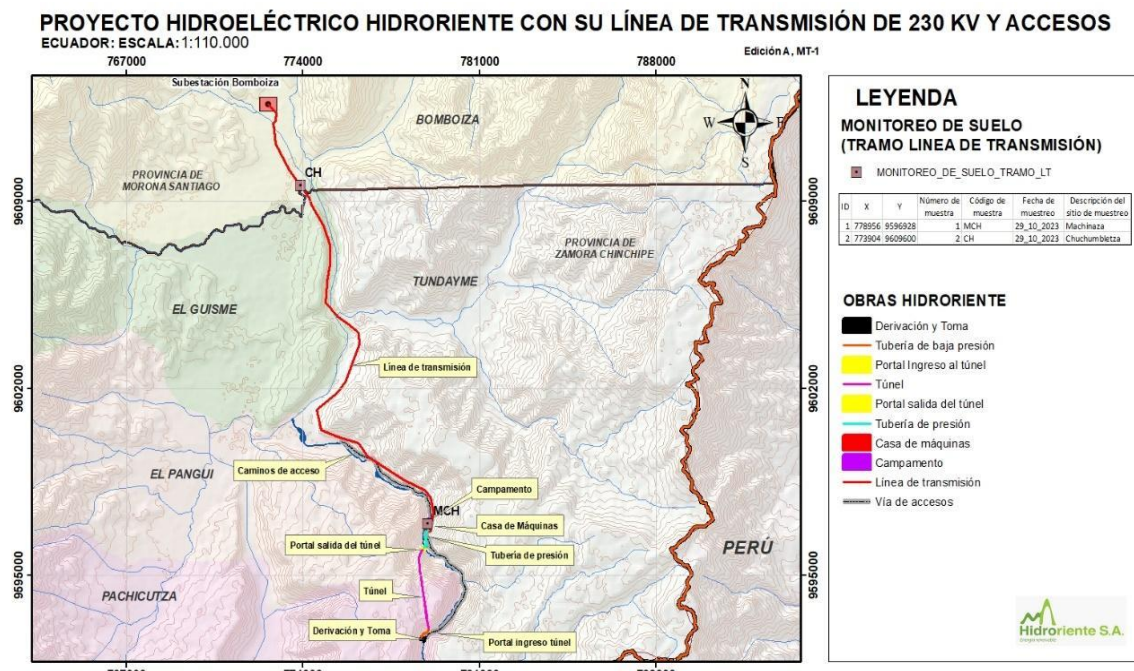 PROYECTO HIDROELÉCTRICO HIDRORIENTE CON SU LÍNEA DE TRANSMISIÓN DE 230 KV Y ACCESOS
ECUADOR: ESCALA: 1:110.000
Edición A, MT-1
767000 774000 781000 788000
Subestación Bomboiza
N
W E
S
BOMBOIZA
CH
PROVINCIA DE
MORONA SANTIAGO
9609000
9609000
PROVINCIA DE
ZAMORA CHINCHIPE
TUNDAYME
EL GUISME
Línea de transmisión
9602000
9602000
EL PANGUI
Caminos de acceso
Campamento
MCH
Casa de Máquinas
Portal salida del túnel
Tubería de presión
PERÚ
9595000
9595000
Túnel
PACHICUTZA
Derivación y Toma
Portal ingreso túnel
LEYENDA
MONITOREO DE SUELO
(TRAMO LINEA DE TRANSMISIÓN)
MONITOREO_DE_SUELO_TRAMO_LT
ID X Y Número de muestra Código de muestra Fecha de muestreo Descripción del sitio de muestreo
1 778956 9596928 1 MCH 29_10_2023 Machinaza
2 773904 9609600 2 CH 29_10_2023 Chuchumbletza
OBRAS HIDRORIENTE
Derivación y Toma
Tubería de baja presión
Portal Ingreso al túnel
Túnel
Portal salida del túnel
Tubería de presión
Casa de máquinas
Campamento
Línea de transmisión
Vía de accesos
Hidroriente S.A.